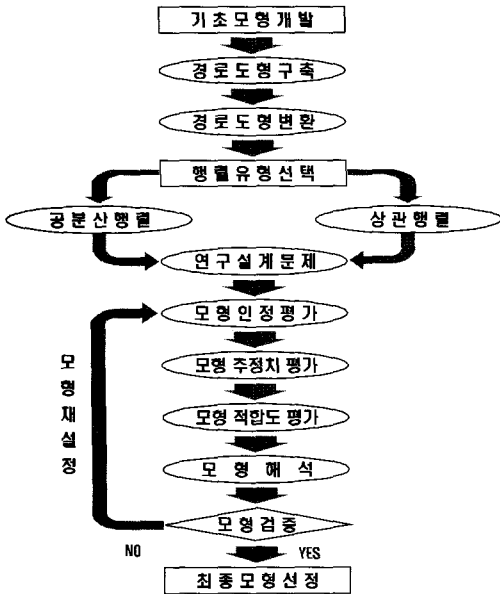 기초모형개발
경로도형구축
경로도형변환
행렬유형선택
공분산행렬
상관행렬
연구설계문제
모형인정평가
모형 추정치 평가
모형 적합도 평가
모형해석
모형검증
모형재설정
NO
YES
최종모형선정